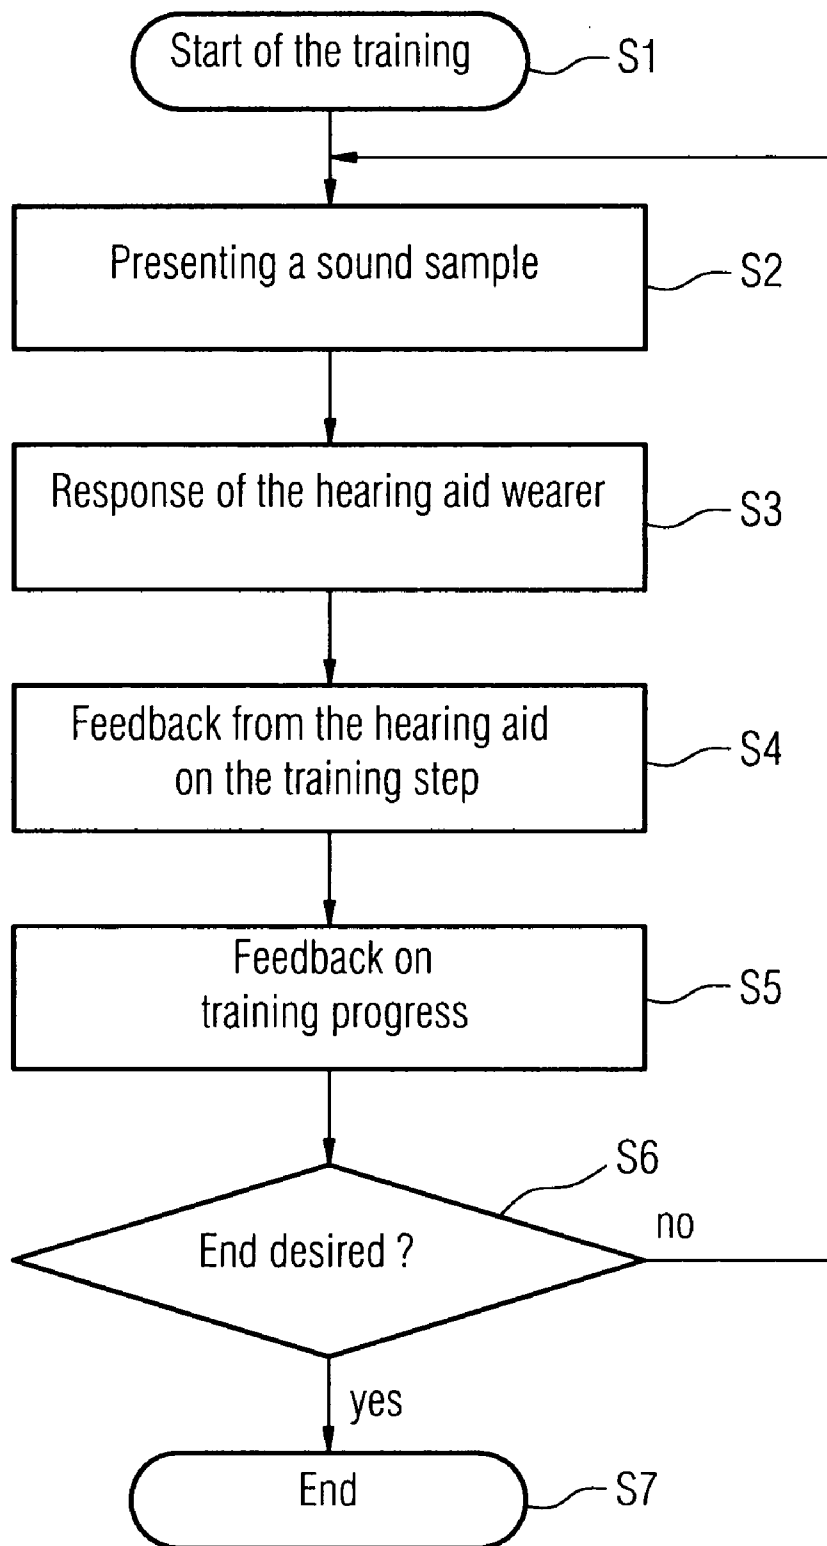 Start of the training
S1
Presenting a sound sample
S2
Response of the hearing aid wearer
S3
Feedback from the hearing aid
on the training step
S4
Feedback on
training progress
S5
S6
End desired ?
no
yes
End
S7